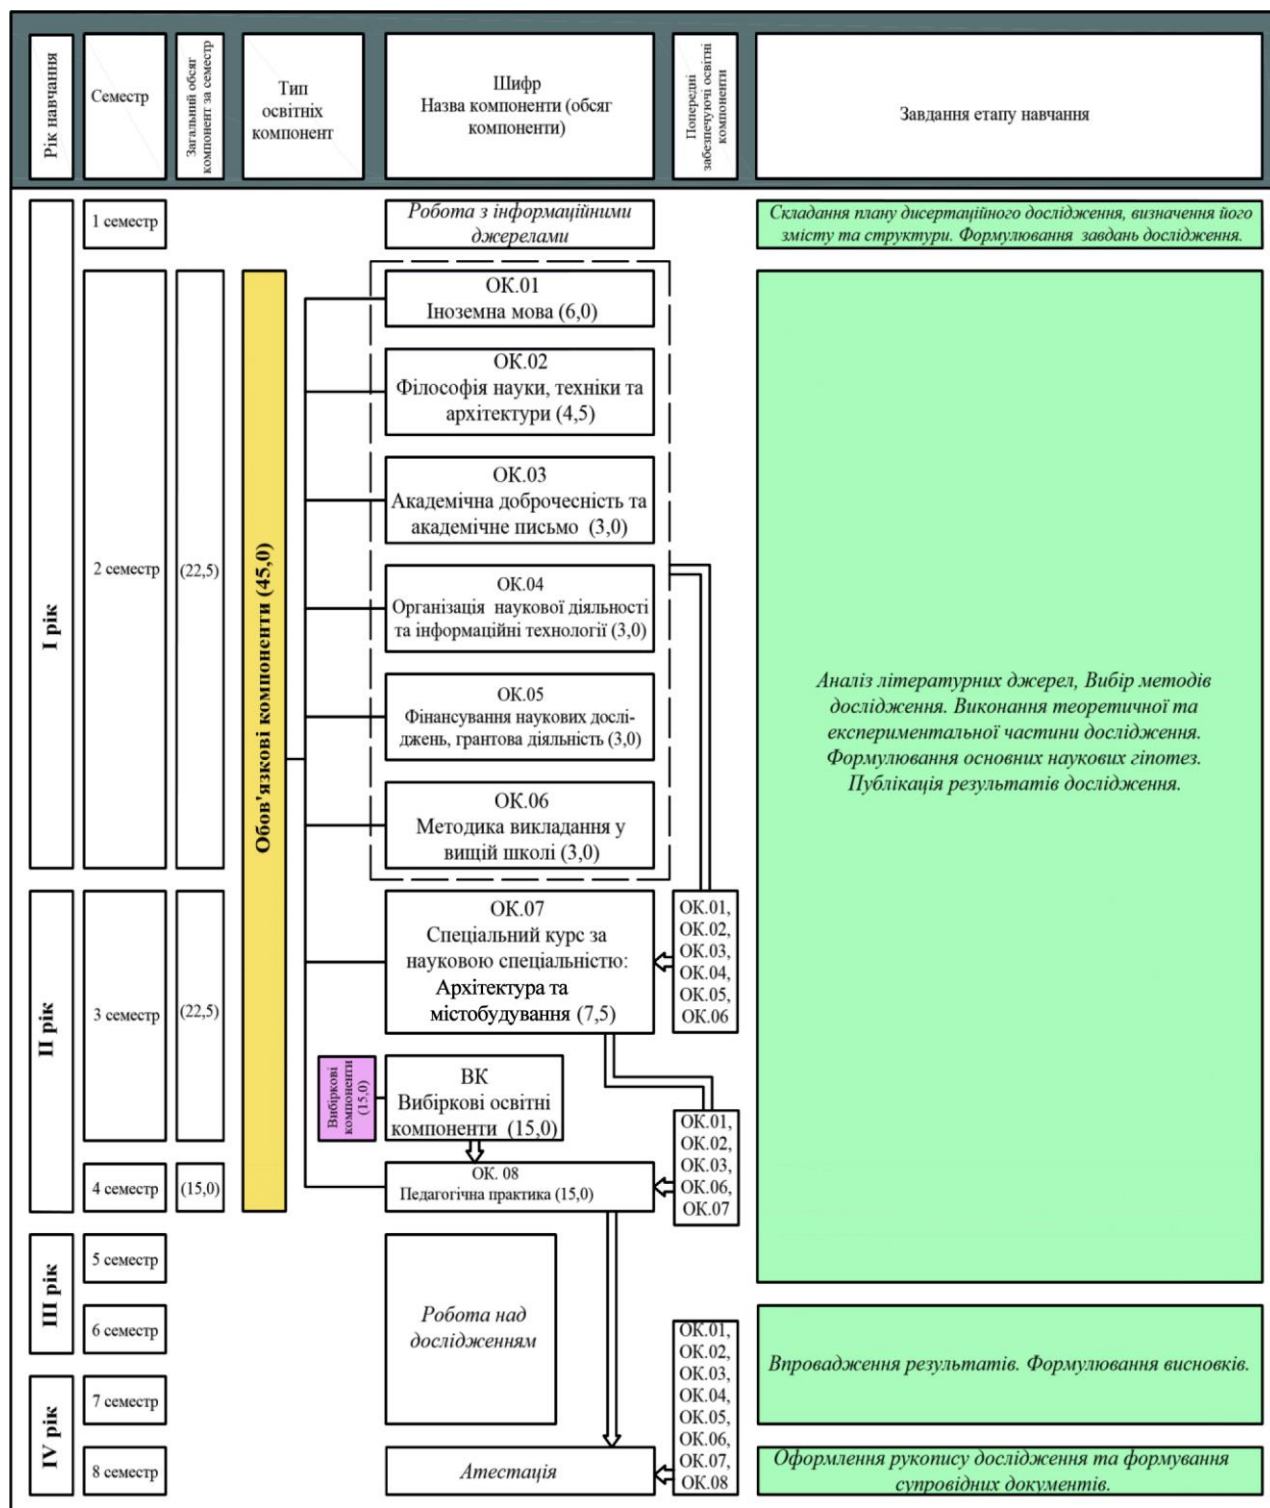 Рік навчання
Семестр
Загальний обсяг
компонент за семестр
Тип
освітніх
компонент
Шифр
Назва компоненти (обсяг
компоненти)
Попередні
забезпечуючі освітні
компоненти
Завдання етапу навчання
І рік
1 семестр
Робота з інформаційними
джерелами
Складання плану дисертаційного дослідження, визначення його
змісту та структури. Формулювання завдань дослідження.
2 семестр
(22,5)
Обов'язкові компоненти (45,0)
ОК.01
Іноземна мова (6,0)
ОК.02
Філософія науки, техніки та
архітектури (4,5)
ОК.03
Академічна доброчесність та
академічне письмо (3,0)
ОК.04
Організація наукової діяльності
та інформаційні технології (3,0)
ОК.05
Фінансування наукових дослі-
джень, грантова діяльність (3,0)
ОК.06
Методика викладання у
вищій школі (3,0)
Аналіз літературних джерел, Вибір методів
дослідження. Виконання теоретичної та
експериментальної частини дослідження.
Формулювання основних наукових гіпотез.
Публікація результатів дослідження.
ІІ рік
3 семестр
(22,5)
ОК.07
Спеціальний курс за
науковою спеціальністю:
Архітектура та
містобудування (7,5)
ОК.01,
ОК.02,
ОК.03,
ОК.04,
ОК.05,
ОК.06
Вибіркові
компоненти
(15,0)
ВК
Вибіркові освітні
компоненти (15,0)
4 семестр
(15,0)
ОК. 08
Педагогічна практика (15,0)
ОК.01,
ОК.02,
ОК.03,
ОК.06,
ОК.07
ІІІ рік
5 семестр
6 семестр
Робота над
дослідженням
Впровадження результатів. Формулювання висновків.
IV рік
7 семестр
8 семестр
Атестація
ОК.01,
ОК.02,
ОК.03,
ОК.04,
ОК.05,
ОК.06,
ОК.07,
ОК.08
Оформлення рукопису дослідження та формування
супровідних документів.